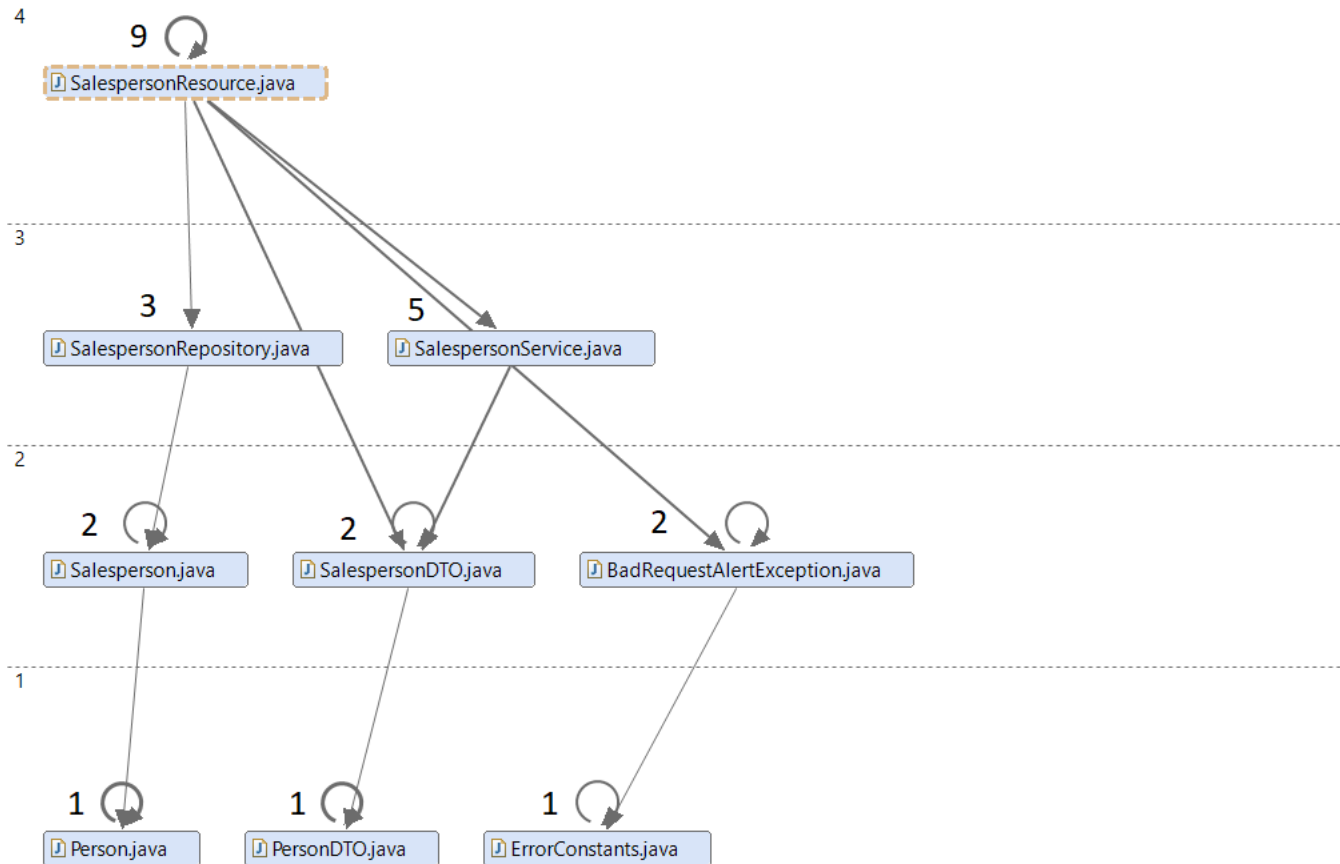 4
9
SalespersonResource.java
3
3
5
SalespersonRepository.java
SalespersonService.java
2
2
2
2
Salesperson.java
SalespersonDTO.java
BadRequestAlertException.java
1
1
1
1
Person.java
PersonDTO.java
ErrorConstants.java